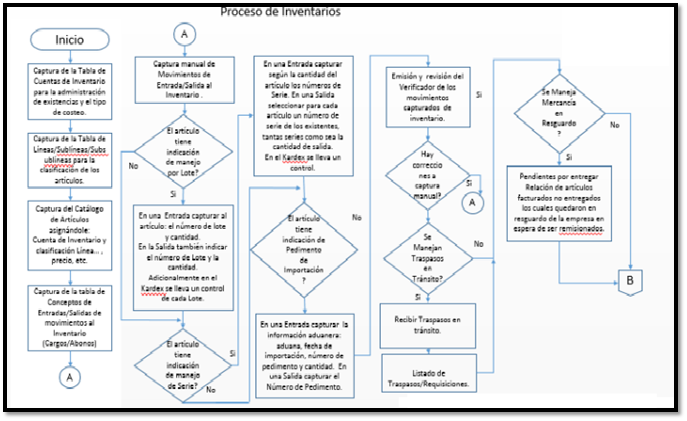 Proceso de Inventarios
Inicio
Captura de la Tabla de
Cuentas de Inventario
para la administración
de existencias y el tipo
de costeo.
Captura de la Tabla de
Líneas/Sublineas/Subs
ublineas para la
clasificación de los
artículos.
Captura del Catálogo
de Artículos
asignándole:
Cuenta de Inventario y
clasificación Línea... ,
precio, etc.
Captura de la tabla de
Conceptos de
Entradas/Salidas de
movimientos al
Inventario
(Cargos/Abonos)
A
A
Captura manual de
Movimientos de
Entrada/Salida al
Inventario .
El artículo
tiene
indicación
de manejo
por Lote?
No
Si
En una Entrada capturar al
artículo: el número de lote
y cantidad.
En la Salida también indicar
el número de Lote y la
cantidad.
Adicionalmente en el
Kardex se lleva un control
de cada Lote.
El artículo
tiene
indicación
de manejo
de Serie?
Si
No
En una Entrada capturar
según la cantidad del
artículo los números de
Serie. En una Salida
seleccionar para cada
artículo un número de
serie de los existentes,
tantas series como sea la
cantidad de salida.
En el Kardex se lleva un
control.
El artículo
tiene
indicación de
Pedimento
de
Importación
?
No
Si
En una Entrada capturar la
información aduanera:
aduana, fecha de
importación, número de
pedimento y cantidad. En
una Salida capturar el
Número de Pedimento.
Emisión y revisión del
Verificador de los
movimientos
capturados de
inventario.
Si
Hay
correccio
nes a
captura
manual?
Si
A
Se
Manejan
Traspasos
en
Tránsito?
No
Si
Recibir Traspasos en
tránsito.
Listado de
Traspasos/Requisiciones.
Se Maneja
Mercancía
en
Resguardo
?
No
Si
Pendientes por entregar
Relación de artículos
facturados no entregados
los cuales quedaron en
resguardo de la empresa en
espera de ser remisionados.
B